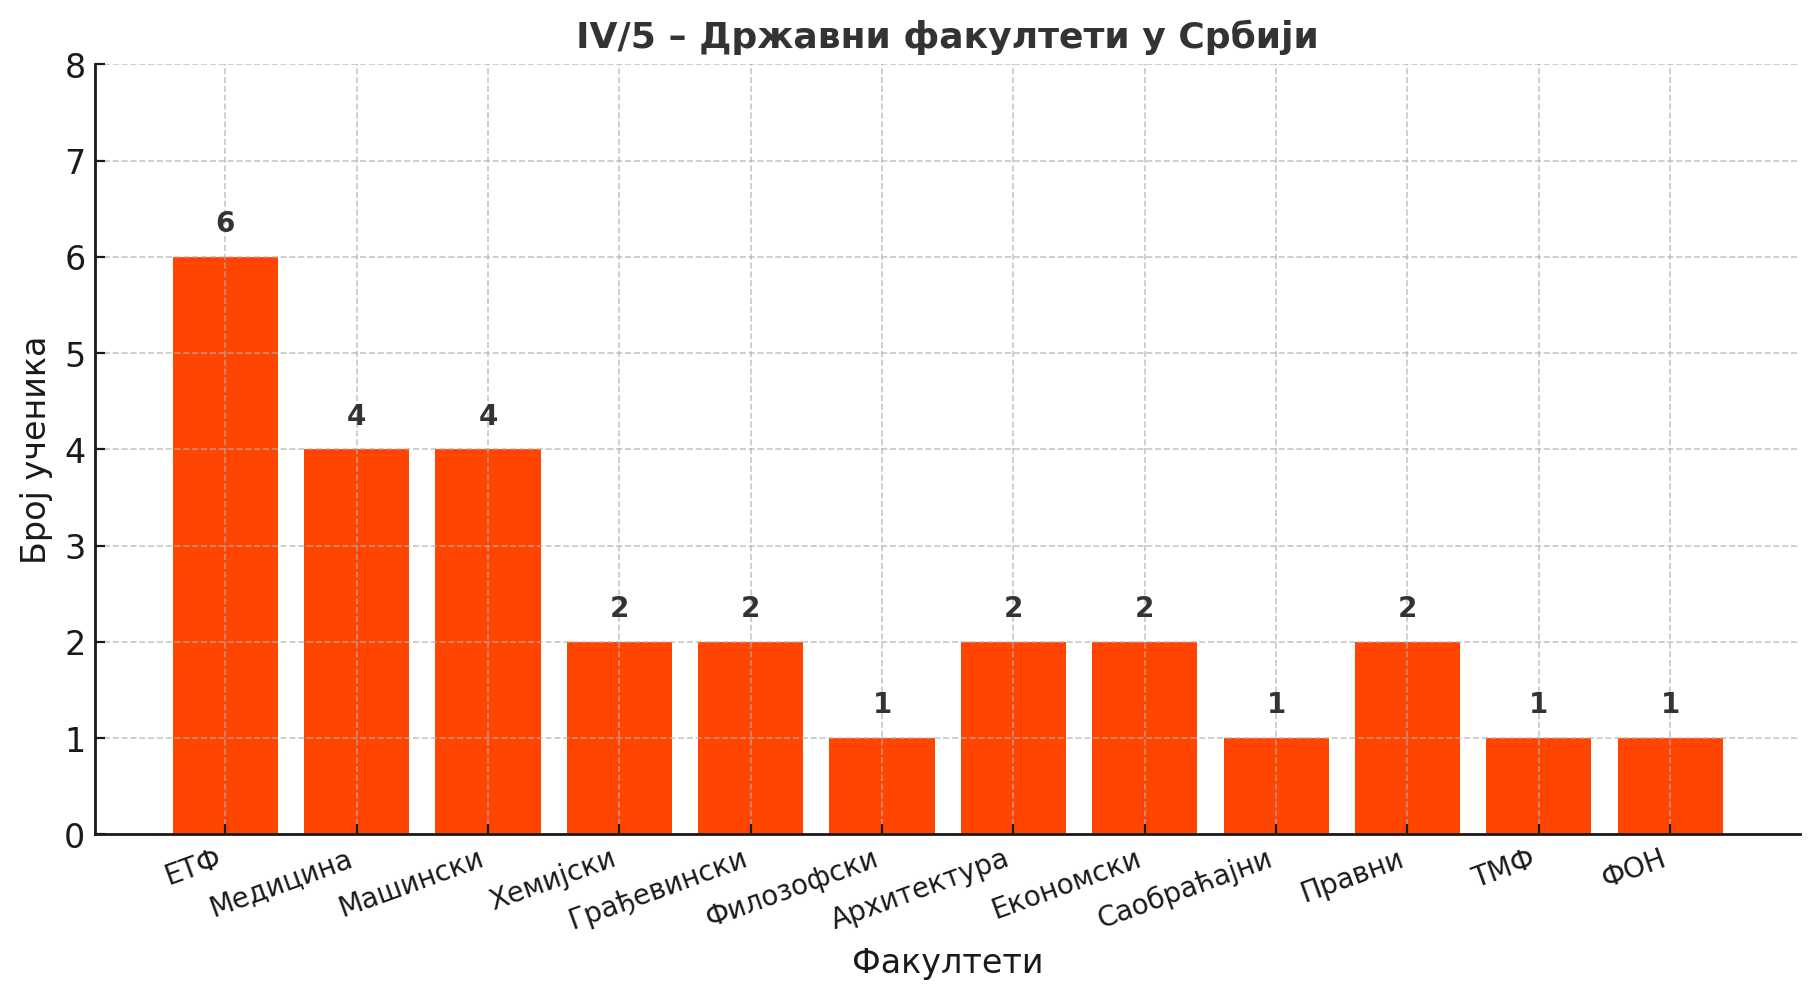 IV/5 – Државни факултети у Србији
Број ученика
8
7
6
5
4
3
2
1
0
6
4
4
2
2
1
2
2
1
2
1
1
ЕТФ
Медицина
Машински
Хемијски
Грађевински
Филозофски
Архитектура
Економски
Саобраћајни
Правни
ТМФ
ФОН
Факултети